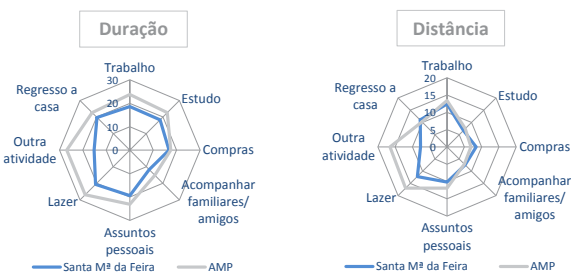 Duração
Trabalho
30
20
10
0
Estudo
Compras
Acompanhar
familiares/
amigos
Assuntos
pessoais
Lazer
Outra
atividade
Regresso a
casa
Santa Mª da Feira
AMP
Distância
Trabalho
20
15
10
5
0
Estudo
Compras
Acompanhar
familiares/
amigos
Assuntos
pessoais
Lazer
Outra
atividade
Regresso a
casa
Santa Mª da Feira
AMP